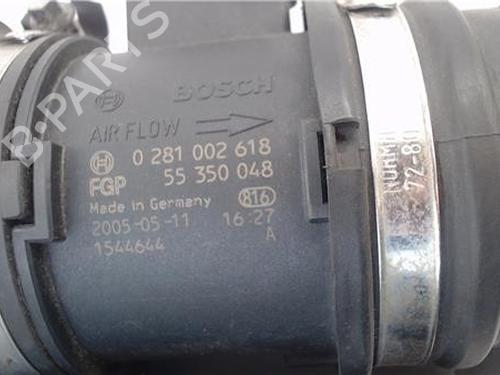 BOSCH
AIR FLOW
0 281 002 618
FGP 55 350 048
Made in Germany 816
2005-05-11 16:27
1544644 A
NORMA
72-80
B-PARTS